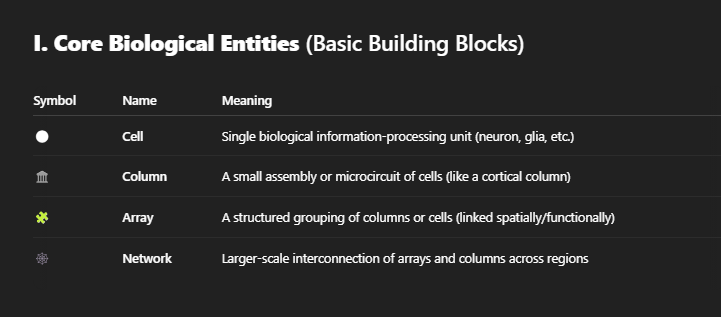 I. Core Biological Entities (Basic Building Blocks)
Symbol Name Meaning
Cell Single biological information-processing unit (neuron, glia, etc.)
Column A small assembly or microcircuit of cells (like a cortical column)
Array A structured grouping of columns or cells (linked spatially/functionally)
Network Larger-scale interconnection of arrays and columns across regions